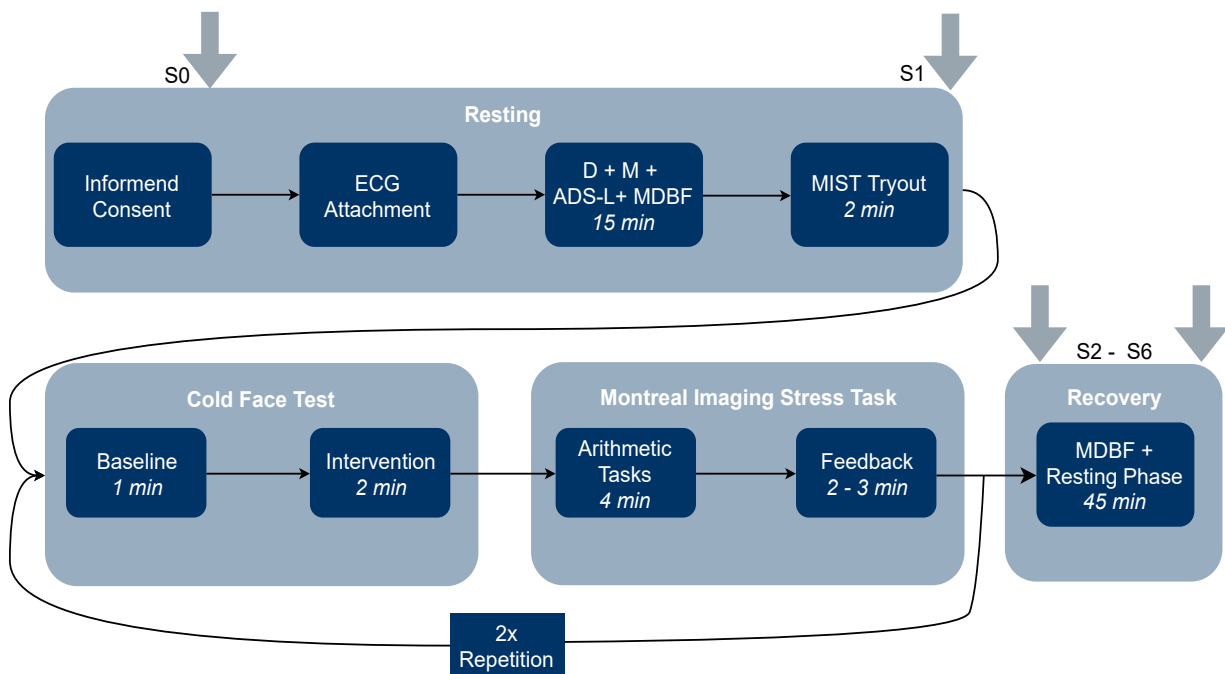 S0
S1
Resting
Informend
Consent
ECG
Attachment
D + M +
ADS-L+ MDBF
15 min
MIST Tryout
2 min
S2 - S6
Cold Face Test
Baseline
1 min
Intervention
2 min
Montreal Imaging Stress Task
Arithmetic
Tasks
4 min
Feedback
2 - 3 min
Recovery
MDBF +
Resting Phase
45 min
2x
Repetition